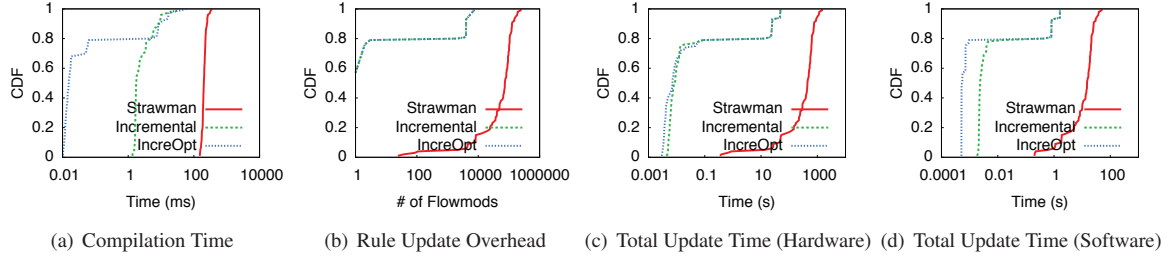 1
0.8
0.6
0.4
0.2
0
CDF
Strawman
Incremental
IncreOpt
0.01 1 100 10000
Time (ms)
(a) Compilation Time
1
0.8
0.6
0.4
0.2
0
CDF
Strawman
Incremental
IncreOpt
1 100 10000 1000000
# of Flowmods
(b) Rule Update Overhead
1
0.8
0.6
0.4
0.2
0
CDF
Strawman
Incremental
IncreOpt
0.001 0.1 10 1000
Time (s)
(c) Total Update Time (Hardware)
1
0.8
0.6
0.4
0.2
0
CDF
Strawman
Incremental
IncreOpt
0.0001 0.01 1 100
Time (s)
(d) Total Update Time (Software)